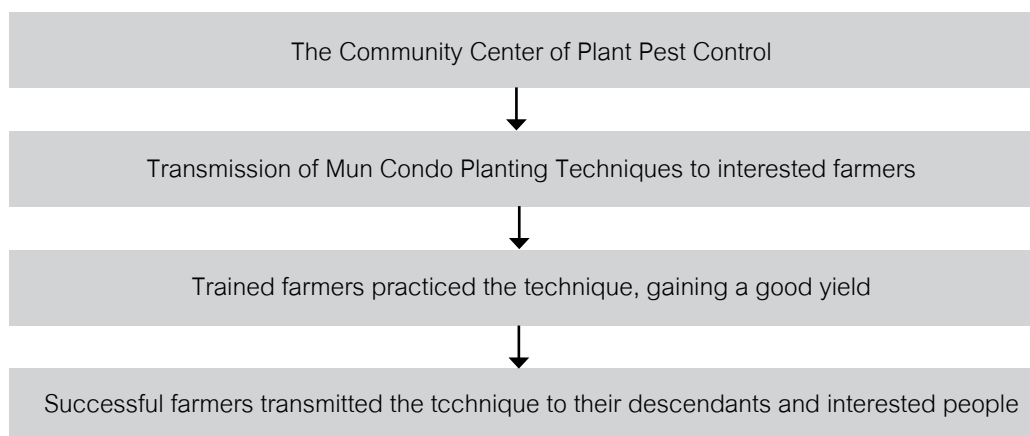 The Community Center of Plant Pest Control
Transmission of Mun Condo Planting Techniques to interested farmers
Trained farmers practiced the technique, gaining a good yield
Successful farmers transmitted the tcchnique to their descendants and interested people